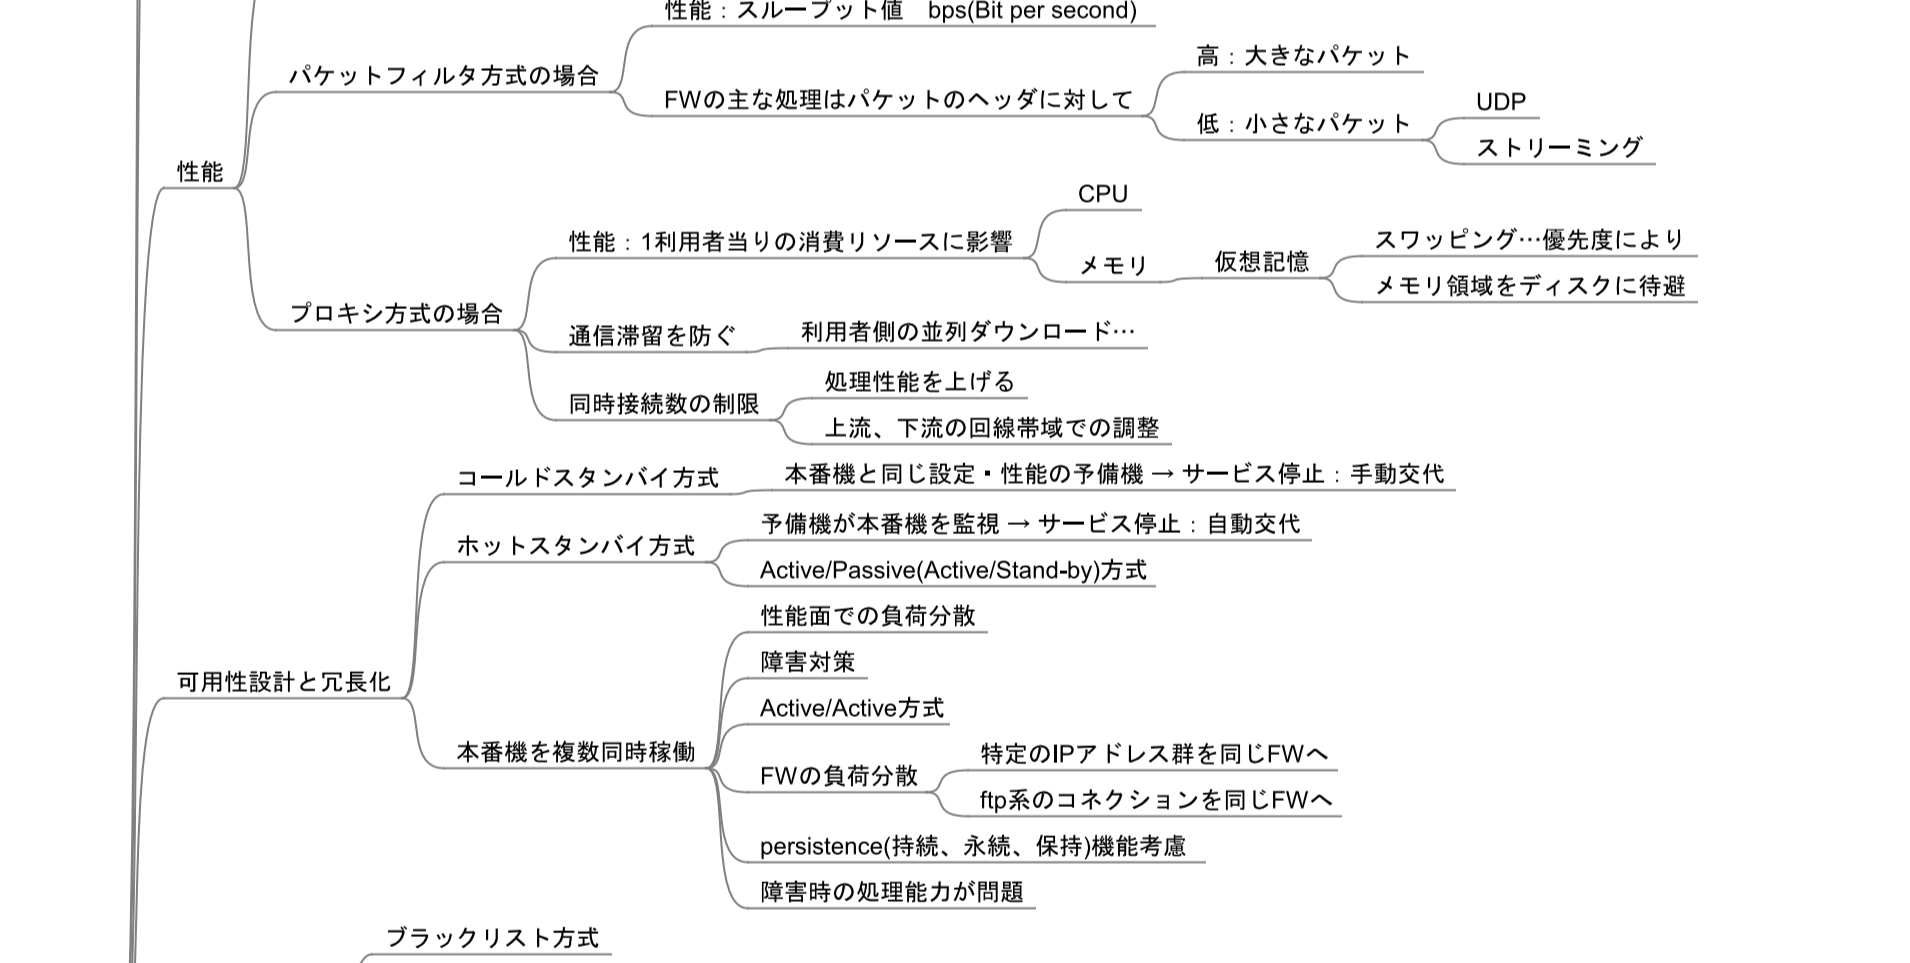 性能：スループット値　bps(Bit per second)
高：大きなパケット
パケットフィルタ方式の場合
FWの主な処理はパケットのヘッダに対して
UDP
低：小さなパケット
ストリーミング
性能
CPU
性能：1利用者当りの消費リソースに影響
スワッピング…優先度により
メモリ
仮想記憶
メモリ領域をディスクに待避
プロキシ方式の場合
通信滞留を防ぐ
利用者側の並列ダウンロード…
処理性能を上げる
同時接続数の制限
上流、下流の回線帯域での調整
コールドスタンバイ方式
本番機と同じ設定・性能の予備機 → サービス停止：手動交代
予備機が本番機を監視 → サービス停止：自動交代
ホットスタンバイ方式
Active/Passive(Active/Stand-by)方式
性能面での負荷分散
障害対策
可用性設計と冗長化
Active/Active方式
本番機を複数同時稼働
特定のIPアドレス群を同じFWへ
FWの負荷分散
ftp系のコネクションを同じFWへ
persistence(持続、永続、保持)機能考慮
障害時の処理能力が問題
ブラックリスト方式